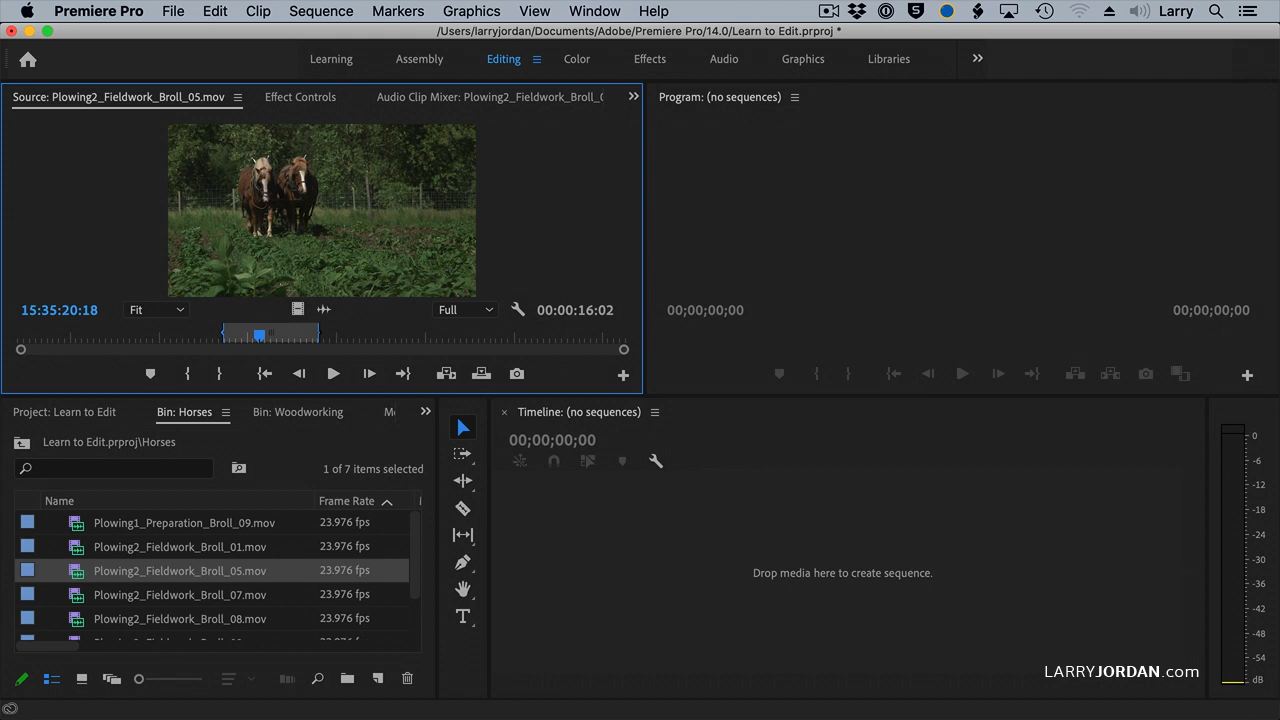 Premiere Pro File Edit Clip Sequence Markers Graphics View Window Help Larry
/Users/larryjordan/Documents/Adobe/Premiere Pro/14.0/Learn to Edit.prproj *
Learning Assembly Editing Color Effects Audio Graphics Libraries
Source: Plowing2_Fieldwork_Broll_05.mov Effect Controls Audio Clip Mixer: Plowing2_Fieldwork_Broll_0
Program: (no sequences)
15:35:20:18 Fit Full 00:00:16:02
00;00;00;00 00;00;00;00
Project: Learn to Edit Bin: Horses Bin: Woodworking
Learn to Edit.prproj\Horses
1 of 7 items selected
Name Frame Rate
Plowing1_Preparation_Broll_09.mov 23.976 fps
Plowing2_Fieldwork_Broll_01.mov 23.976 fps
Plowing2_Fieldwork_Broll_05.mov 23.976 fps
Plowing2_Fieldwork_Broll_07.mov 23.976 fps
Plowing2_Fieldwork_Broll_08.mov 23.976 fps
× Timeline: (no sequences)
00;00;00;00
Drop media here to create sequence.
0
-6
-12
-18
-24
-30
-36
-42
-48
-54
dB
LARRYJORDAN.com